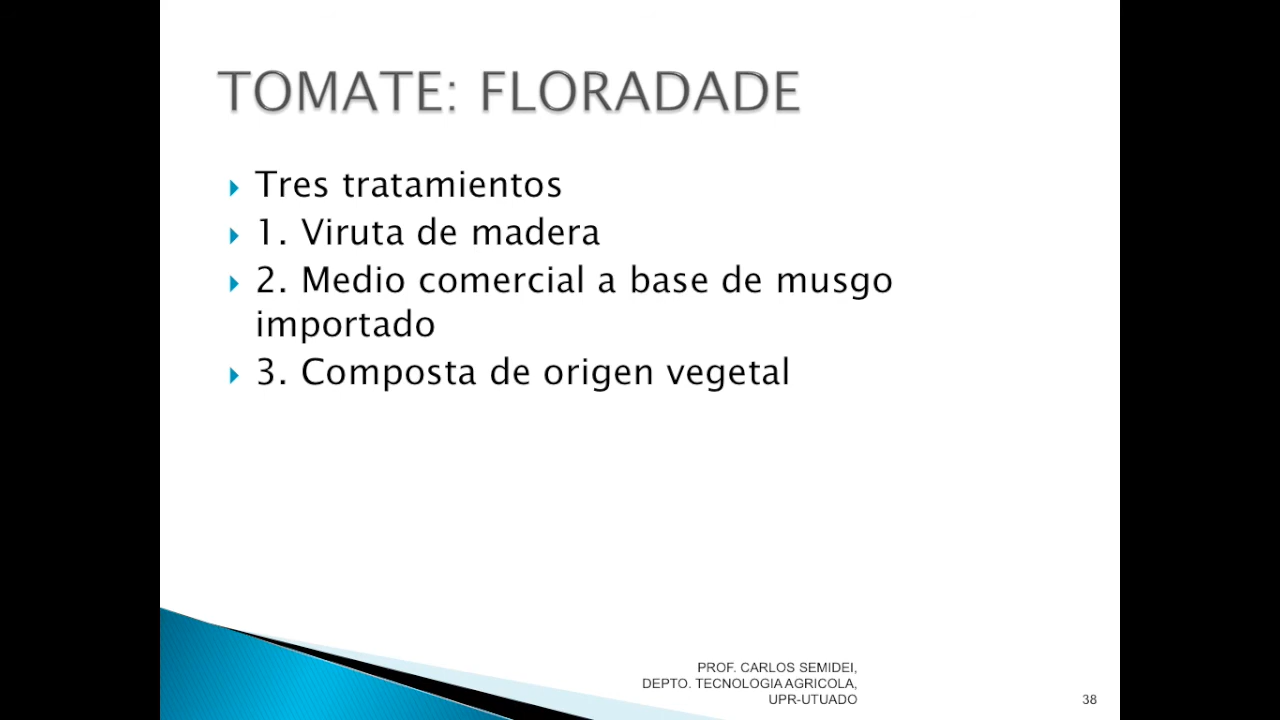 TOMATE: FLORADADE
Tres tratamientos
1. Viruta de madera
2. Medio comercial a base de musgo
importado
3. Composta de origen vegetal
PROF. CARLOS SEMIDEI,
DEPTO. TECNOLOGIA AGRICOLA,
UPR-UTUADO
38